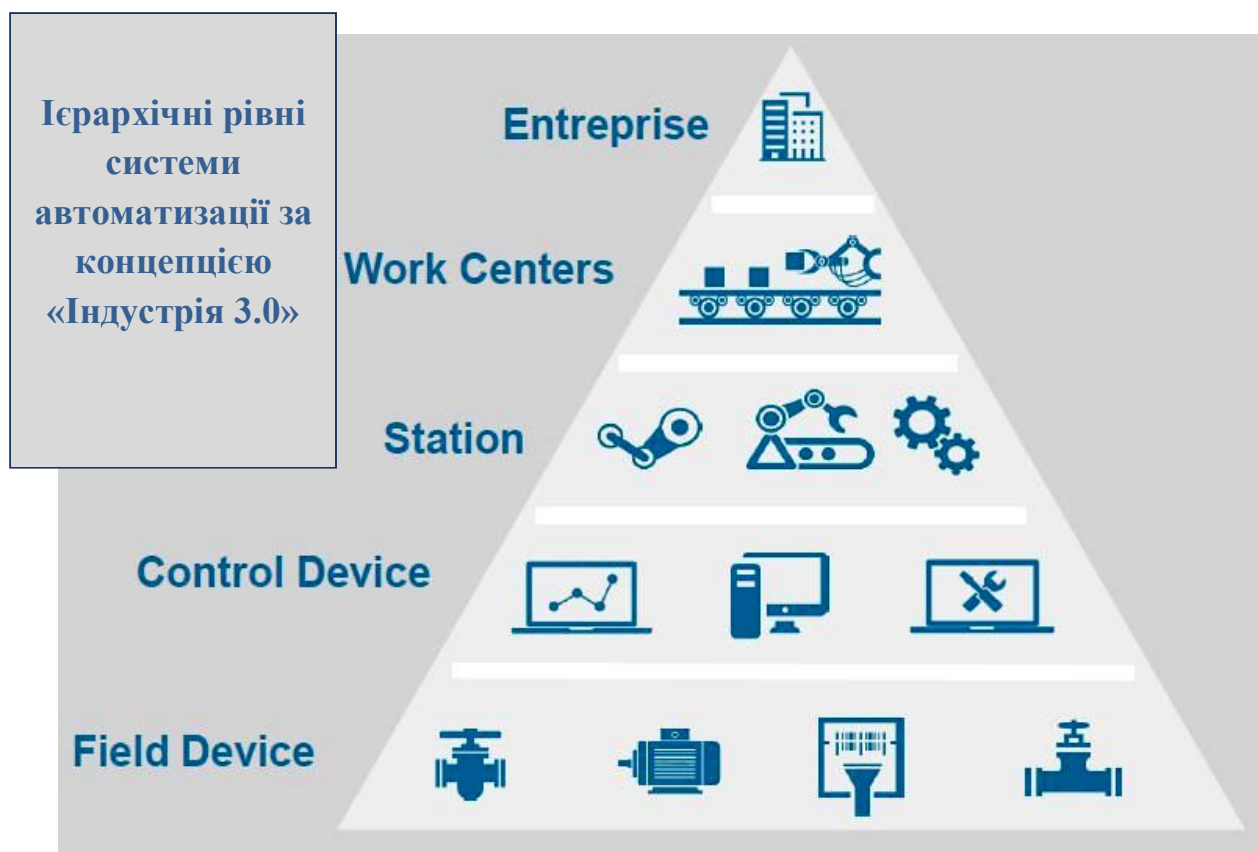 Ієрархічні рівні
системи
автоматизації за
концепцією
«Індустрія 3.0»
Entreprise
Work Centers
Station
Control Device
Field Device